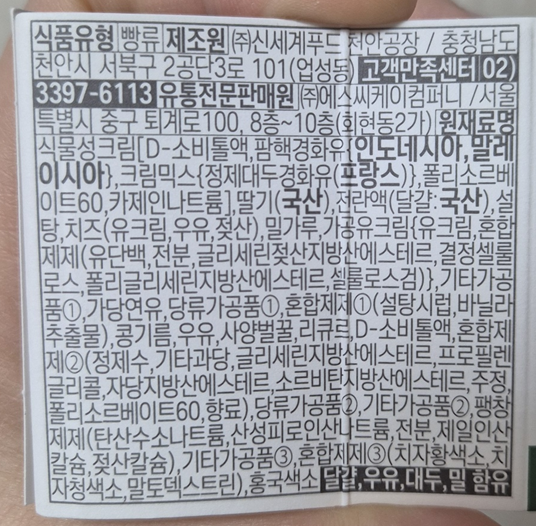 식품유형 빵류 제조원 ㈜신세계푸드 천안공장 / 충청남도
천안시 서북구 2공단3로 101(업성동) 고객만족센터 02)
3397-6113 유통전문판매원 ㈜에스씨케이컴퍼니 /서울
특별시 중구 퇴계로100, 8층~10층(회현동2가) 원재료명
식물성크림[D-소비톨액,팜핵경화유{인도네시아,말레
이시아},크림믹스{정제대두경화유(프랑스)},폴리소르베
이트60,카제인나트륨],딸기(국산),전란액(달걀:국산),설
탕,치즈(유크림,우유,젖산),밀가루,가공유크림{유크림,혼합
제제(유단백,전분,글리세린젖산지방산에스테르,결정셀룰
로스,폴리글리세린지방산에스테르,셀룰로스검)},기타가공
품①,가당연유,당류가공품①,혼합제제①(설탕시럽,바닐라
추출물),콩기름,우유,사양벌꿀,리큐르,D-소비톨액,혼합제
제②(정제수,기타과당,글리세린지방산에스테르,프로필렌
글리콜,자당지방산에스테르,소르비탄지방산에스테르,주정,
폴리소르베이트60,향료),당류가공품②,기타가공품②,팽창
제제(탄산수소나트륨,산성피로인산나트륨,전분,제일인산
칼슘,젖산칼슘),기타가공품③,혼합제제③(치자황색소,치
자청색소,말토덱스트린),홍국색소 달걀,우유,대두,밀 함유